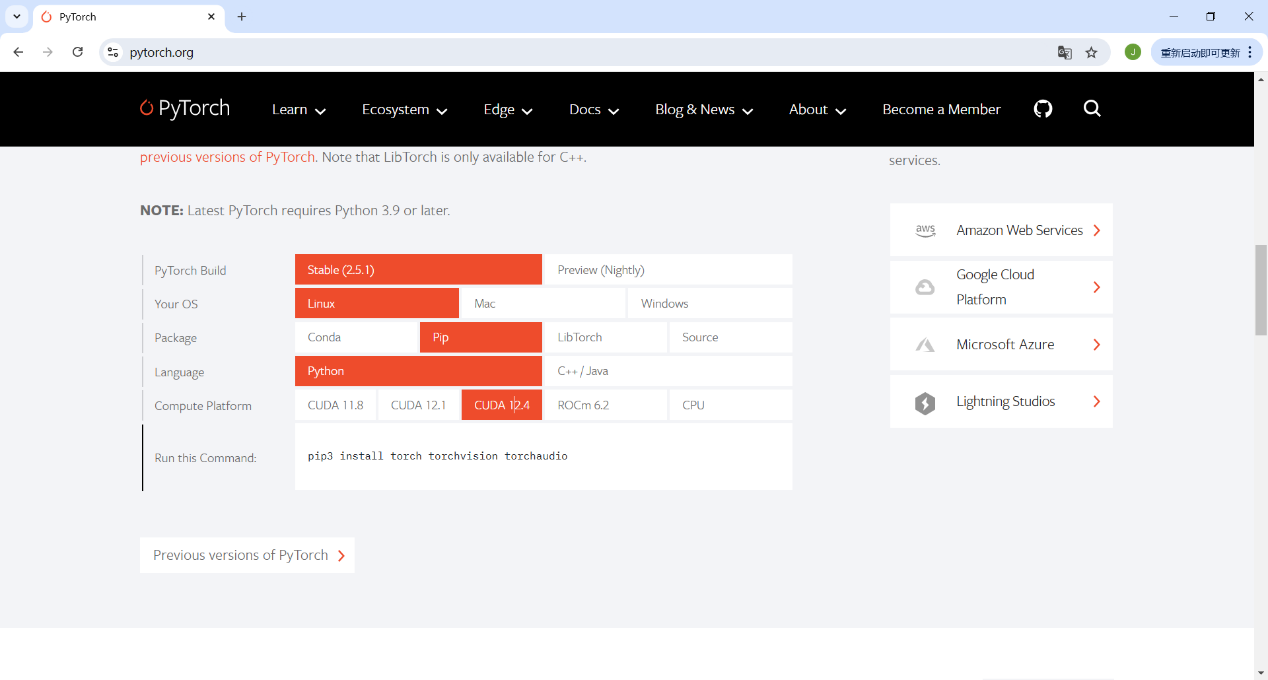 PyTorch
pytorch.org
J
重新启动即可更新
PyTorch
Learn
Ecosystem
Edge
Docs
Blog & News
About
Become a Member
previous versions of PyTorch. Note that LibTorch is only available for C++.
services.
NOTE: Latest PyTorch requires Python 3.9 or later.
aws
Amazon Web Services
Google Cloud
Platform
Microsoft Azure
Lightning Studios
PyTorch Build
Stable (2.5.1)
Preview (Nightly)
Your OS
Linux
Mac
Windows
Package
Conda
Pip
LibTorch
Source
Language
Python
C++ / Java
Compute Platform
CUDA 11.8
CUDA 12.1
CUDA 12.4
ROCm 6.2
CPU
Run this Command:
pip3 install torch torchvision torchaudio
Previous versions of PyTorch